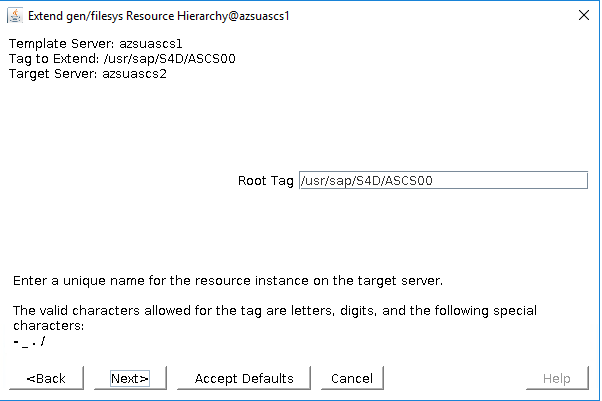 Extend gen/filesys Resource Hierarchy@azsuascs1
Template Server: azsuascs1
Tag to Extend: /usr/sap/S4D/ASCS00
Target Server: azsuascs2
Root Tag /usr/sap/S4D/ASCS00
Enter a unique name for the resource instance on the target server.
The valid characters allowed for the tag are letters, digits, and the following special
characters:
- _ . /
<Back Next> Accept Defaults Cancel Help